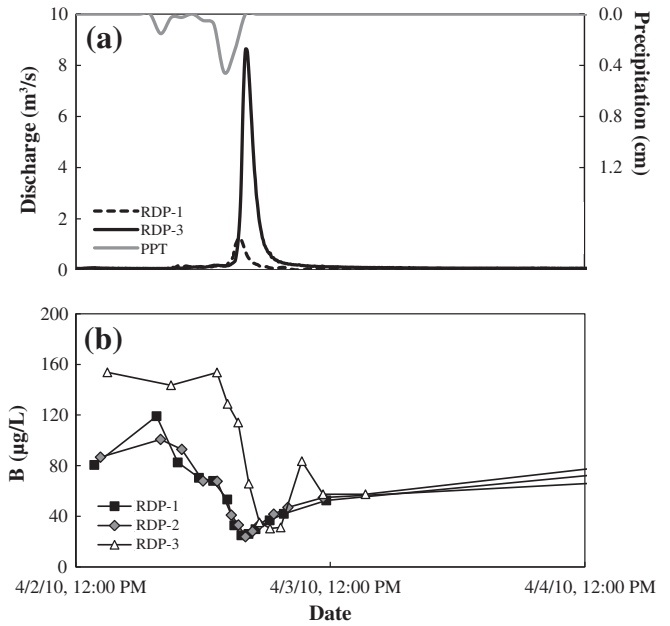 (a)
10
8
6
4
2
0
Discharge (m³/s)
0.0
0.4
0.8
1.2
Precipitation (cm)
RDP-1
RDP-3
PPT
(b)
200
160
120
80
40
0
B (µg/L)
RDP-1
RDP-2
RDP-3
4/2/10, 12:00 PM 4/3/10, 12:00 PM 4/4/10, 12:00 PM
Date